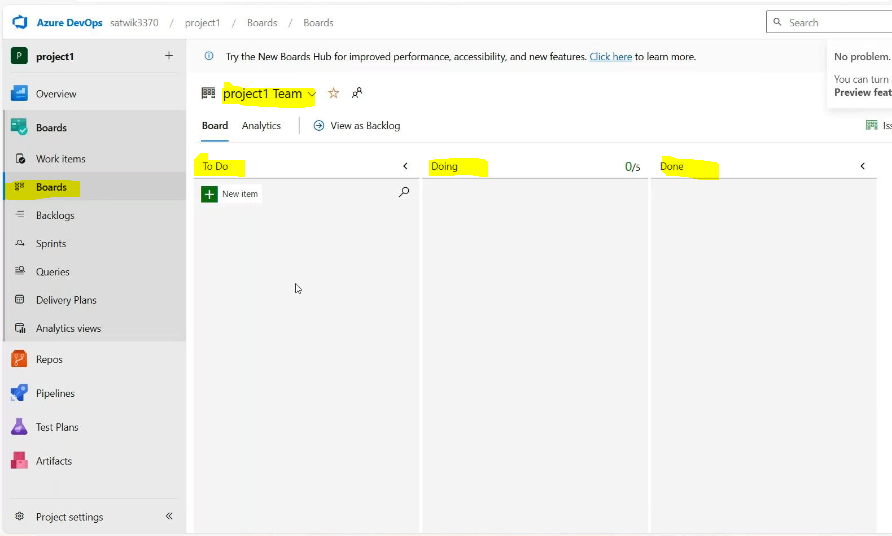 Azure DevOps satwik3370 / project1 / Boards / Boards
Search
P project1 +
Overview
Boards
Work items
Boards
Backlogs
Sprints
Queries
Delivery Plans
Analytics views
Repos
Pipelines
Test Plans
Artifacts
Project settings
Try the New Boards Hub for improved performance, accessibility, and new features. Click here to learn more.
No problem.
You can turn
Preview feat
project1 Team
Board Analytics View as Backlog
Iss
To Do
Doing 0/5
Done
New item